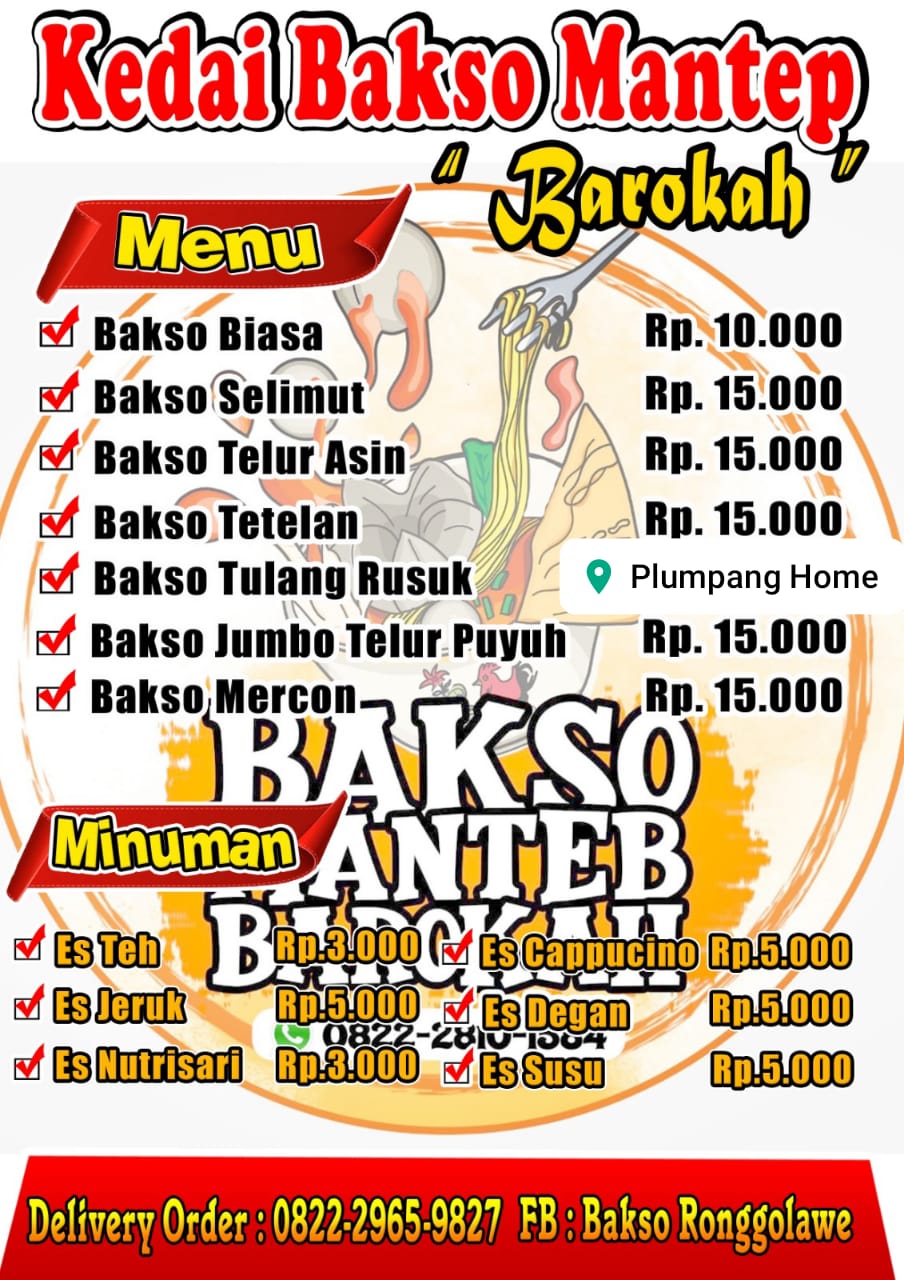 Kedai Bakso Mantep
" Barokah "
Menu
Bakso Biasa Rp. 10.000
Bakso Selimut Rp. 15.000
Bakso Telur Asin Rp. 15.000
Bakso Tetelan Rp. 15.000
Bakso Tulang Rusuk
Plumpang Home
Bakso Jumbo Telur Puyuh Rp. 15.000
Bakso Mercon Rp. 15.000
BAKSO
MANTEB
BAROKAH
Minuman
Es Teh Rp.3.000 Es Cappucino Rp.5.000
Es Jeruk Rp.5.000 Es Degan Rp.5.000
Es Nutrisari Rp.3.000 Es Susu Rp.5.000
Delivery Order : 0822-2965-9827 FB : Bakso Ronggolawe